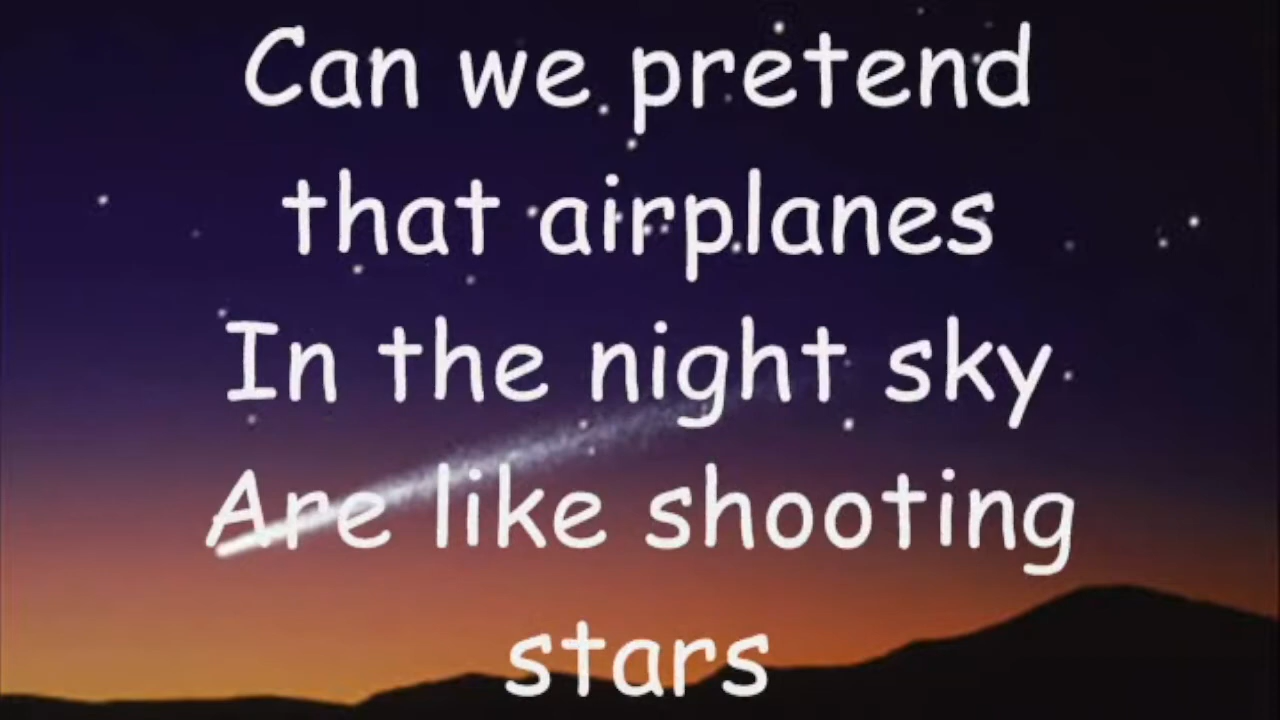 Can we pretend
that airplanes
In the night sky
Are like shooting
stars